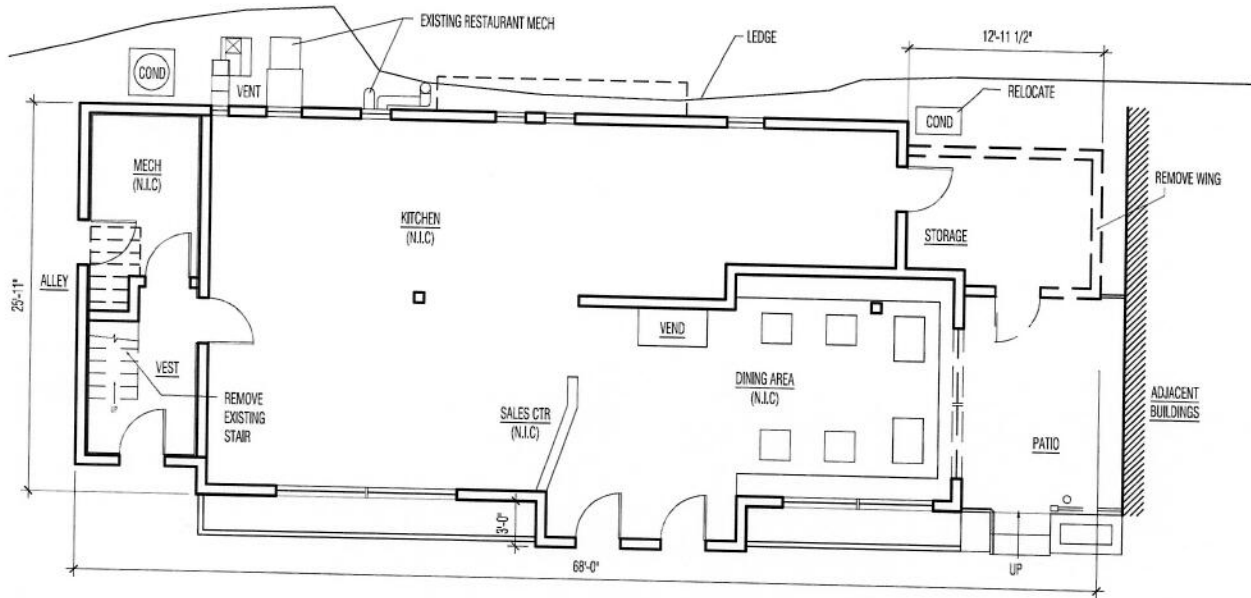 EXISTING RESTAURANT MECH
LEDGE
12'-11 1/2"
COND
VENT
RELOCATE
COND
MECH
(N.I.C)
REMOVE WING
KITCHEN
(N.I.C)
STORAGE
ALLEY
25'-11"
VEND
VEST
DINING AREA
(N.I.C)
REMOVE
EXISTING
STAIR
UP
SALES CTR
(N.I.C)
ADJACENT
BUILDINGS
PATIO
3'-0"
68'-0"
UP